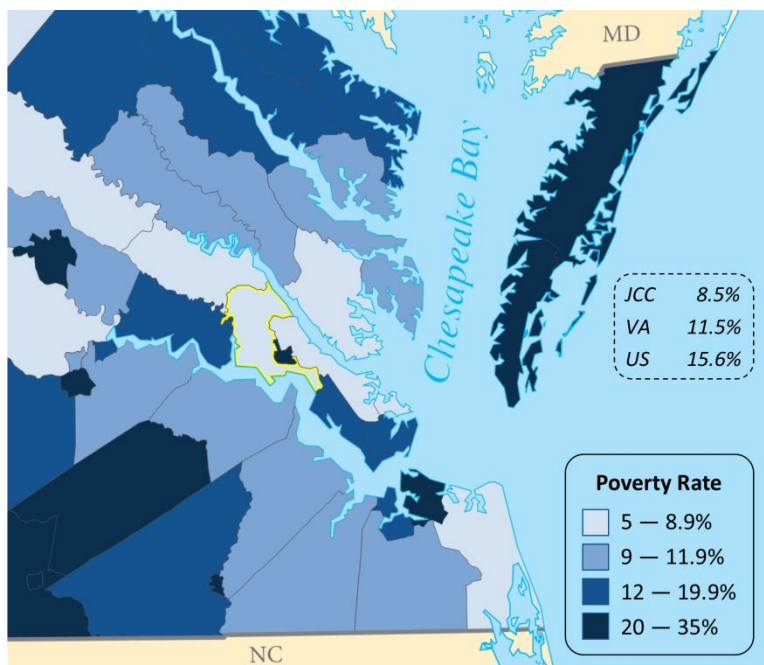 MD
Chesapeake Bay
JCC 8.5%
VA 11.5%
US 15.6%
Poverty Rate
5 — 8.9%
9 — 11.9%
12 — 19.9%
20 — 35%
NC